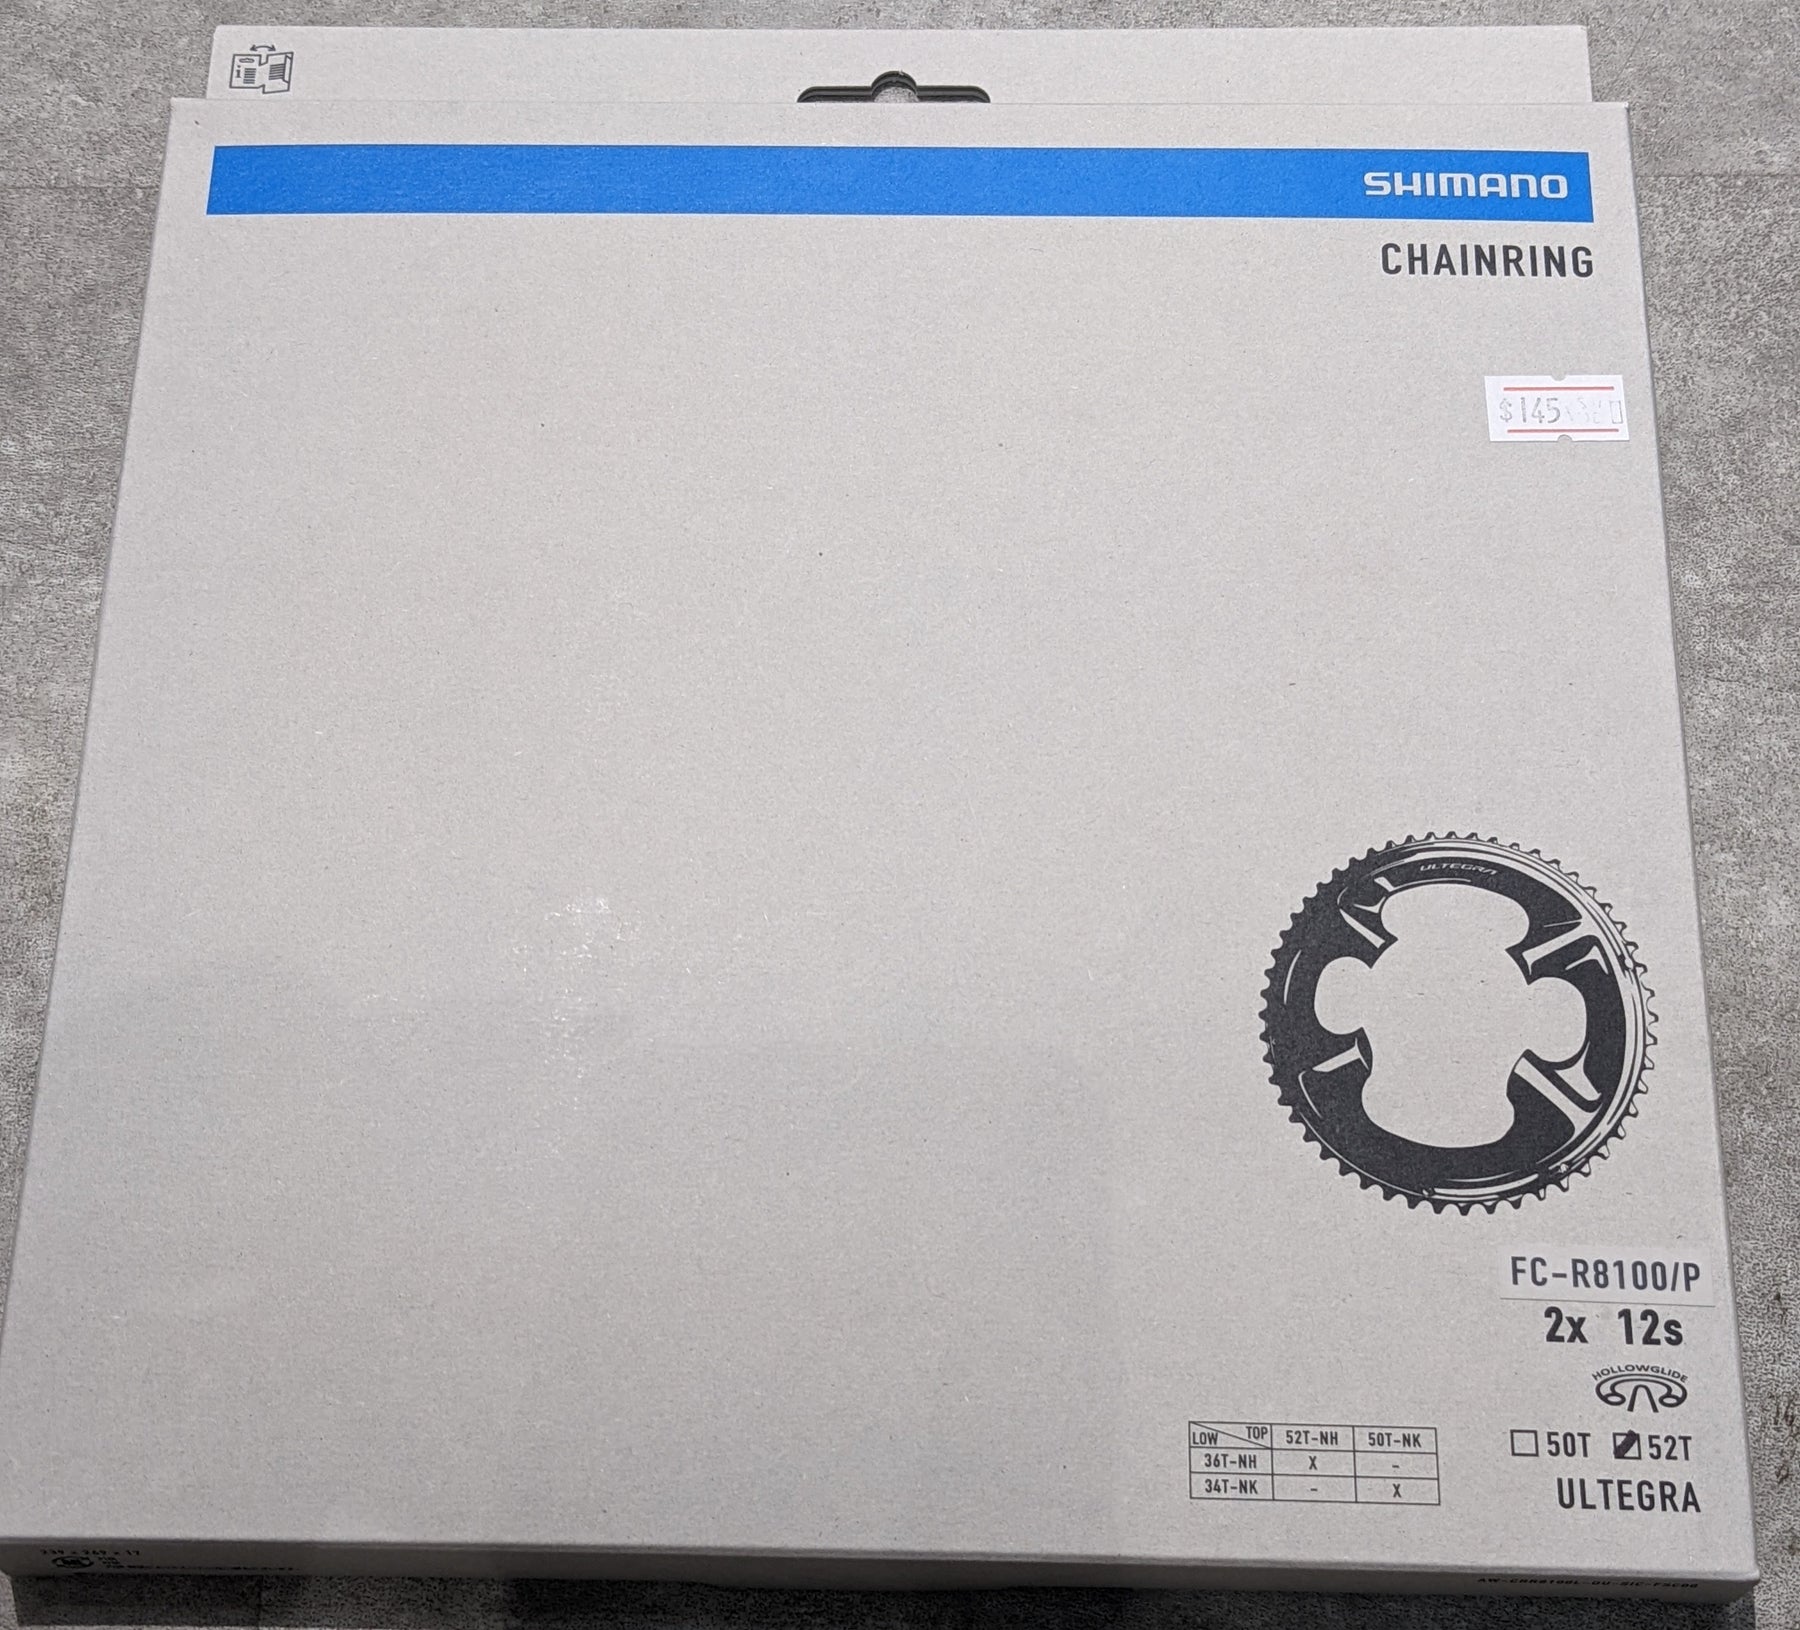 SHIMANO
CHAINRING
$145
ULTEGRA
FC-R8100/P
2x 12s
HOLLOWGLIDE
LOW TOP 52T-NH 50T-NK
36T-NH X -
34T-NK - X
50T 52T
ULTEGRA